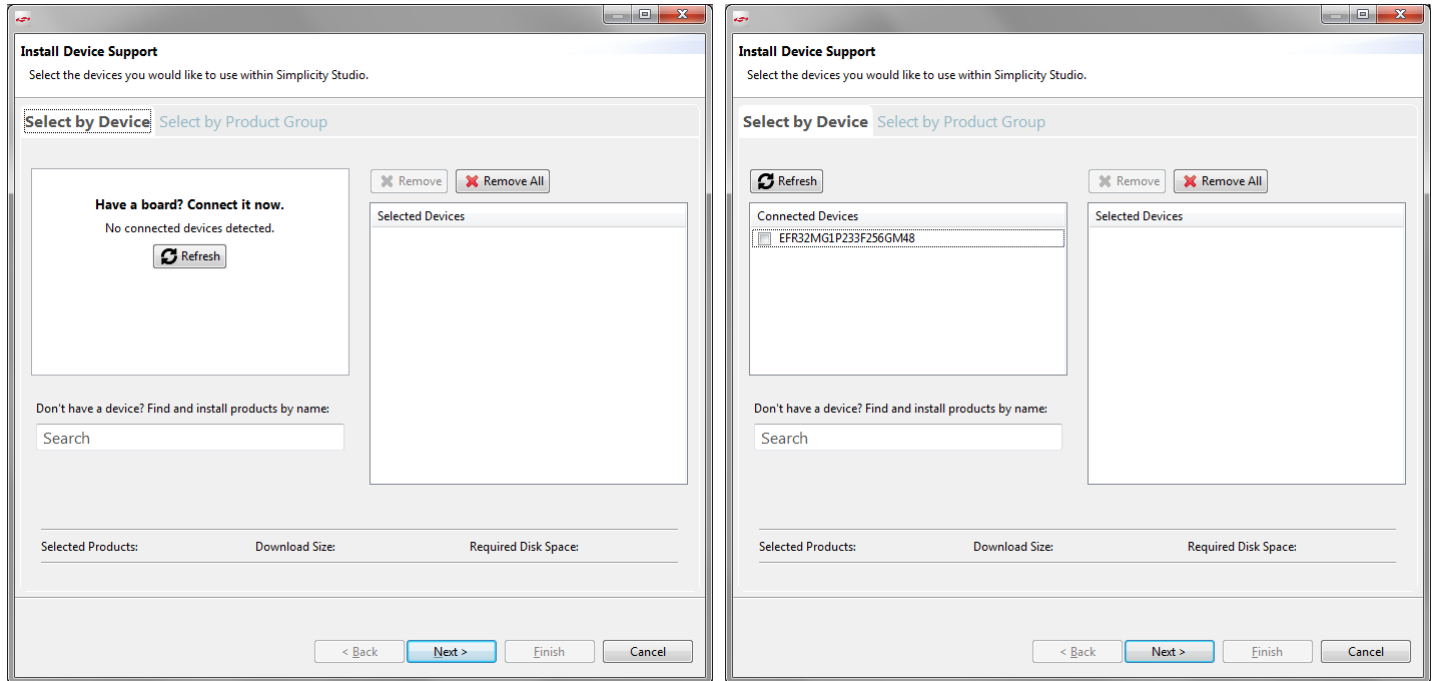 Install Device Support
Select the devices you would like to use within Simplicity Studio.
Select by Device Select by Product Group
Have a board? Connect it now.
No connected devices detected.
Refresh
Remove Remove All
Selected Devices
Don't have a device? Find and install products by name:
Search
Selected Products: Download Size: Required Disk Space:
< Back Next > Finish Cancel
Install Device Support
Select the devices you would like to use within Simplicity Studio.
Select by Device Select by Product Group
Refresh
Connected Devices
EFR32MG1P233F256GM48
Remove Remove All
Selected Devices
Don't have a device? Find and install products by name:
Search
Selected Products: Download Size: Required Disk Space:
< Back Next > Finish Cancel